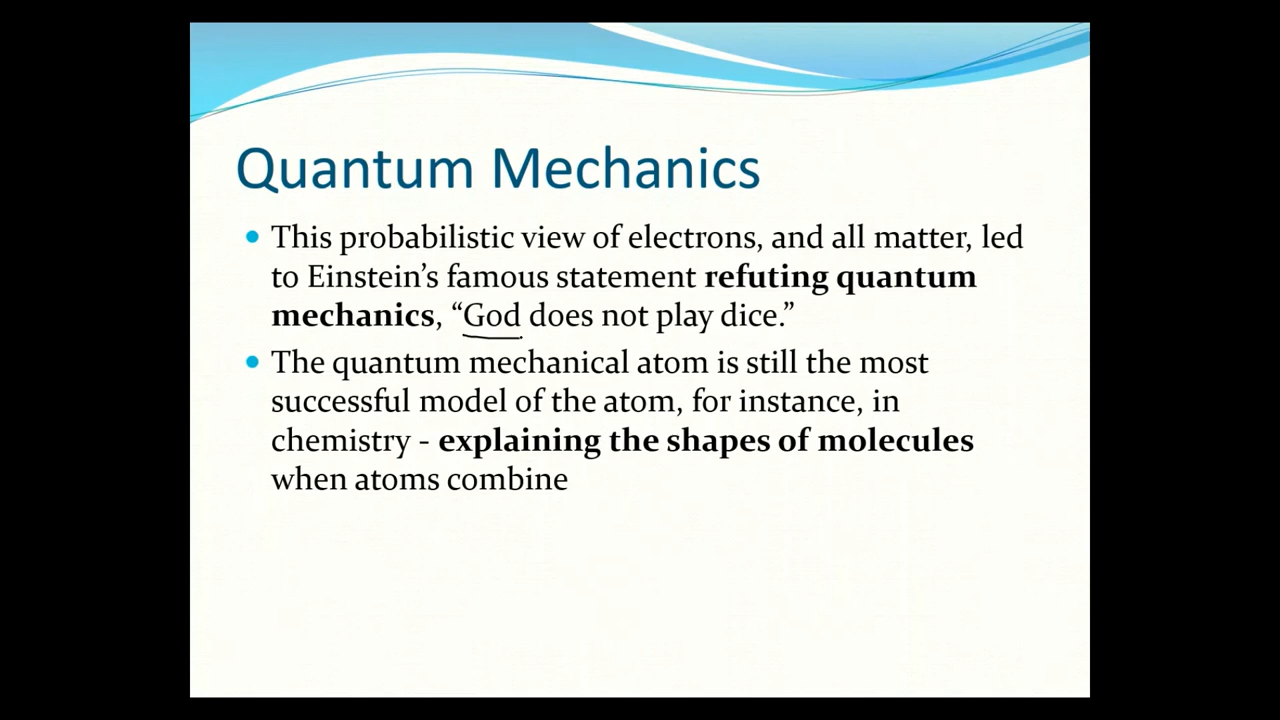 Quantum Mechanics
• This probabilistic view of electrons, and all matter, led
to Einstein’s famous statement refuting quantum
mechanics, “God does not play dice.”
• The quantum mechanical atom is still the most
successful model of the atom, for instance, in
chemistry - explaining the shapes of molecules
when atoms combine